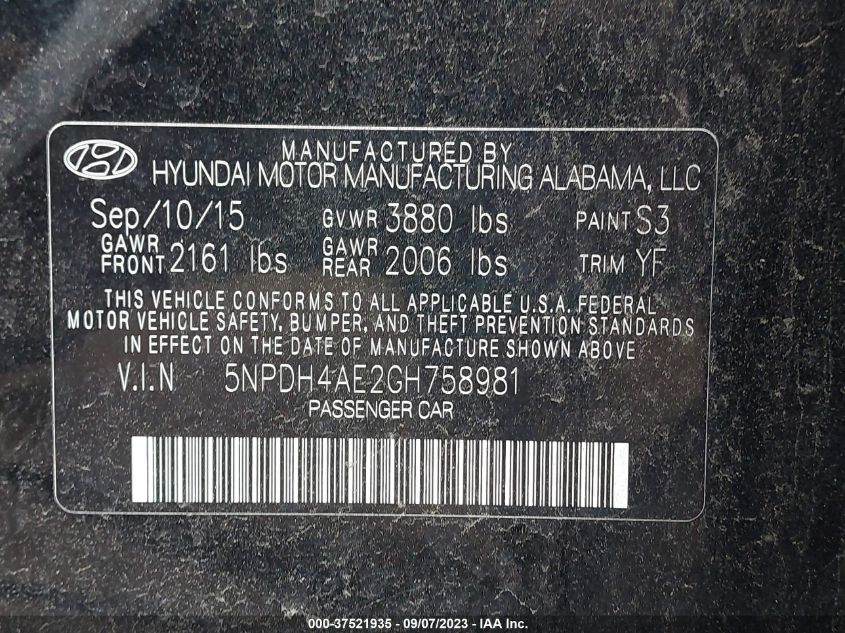 MANUFACTURED BY
HYUNDAI MOTOR MANUFACTURING ALABAMA, LLC
Sep/10/15 GVWR 3880 lbs PAINT S3
GAWR FRONT 2161 lbs GAWR REAR 2006 lbs TRIM YF
THIS VEHICLE CONFORMS TO ALL APPLICABLE U.S.A. FEDERAL
MOTOR VEHICLE SAFETY, BUMPER, AND THEFT PREVENTION STANDARDS
IN EFFECT ON THE DATE OF MANUFACTURE SHOWN ABOVE
V.I.N 5NPDH4AE2GH758981
PASSENGER CAR
000-37521935 - 09/07/2023 - IAA Inc.